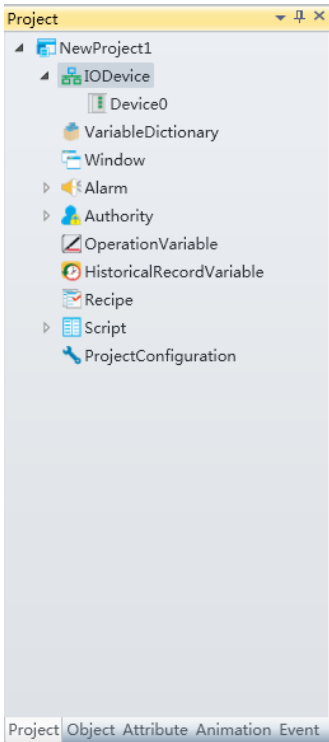 Project
NewProject1
IODevice
Device0
VariableDictionary
Window
Alarm
Authority
OperationVariable
HistoricalRecordVariable
Recipe
Script
ProjectConfiguration
Project Object Attribute Animation Event